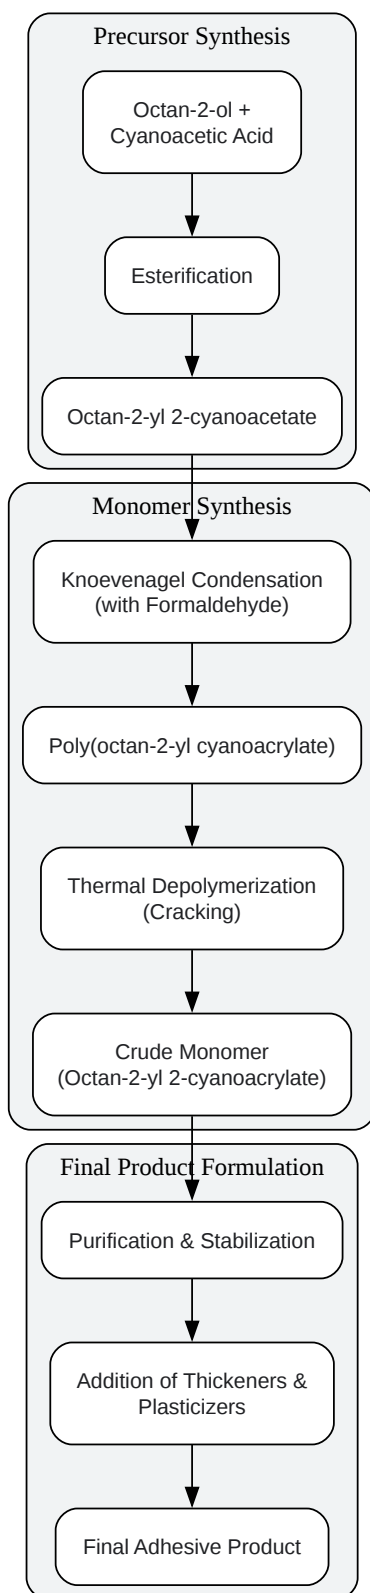 Precursor Synthesis
Octan-2-ol +
Cyanoacetic Acid
Esterification
Octan-2-yl 2-cyanoacetate
Monomer Synthesis
Knoevenagel Condensation
(with Formaldehyde)
Poly(octan-2-yl cyanoacrylate)
Thermal Depolymerization
(Cracking)
Crude Monomer
(Octan-2-yl 2-cyanoacrylate)
Final Product Formulation
Purification & Stabilization
Addition of Thickeners &
Plasticizers
Final Adhesive Product